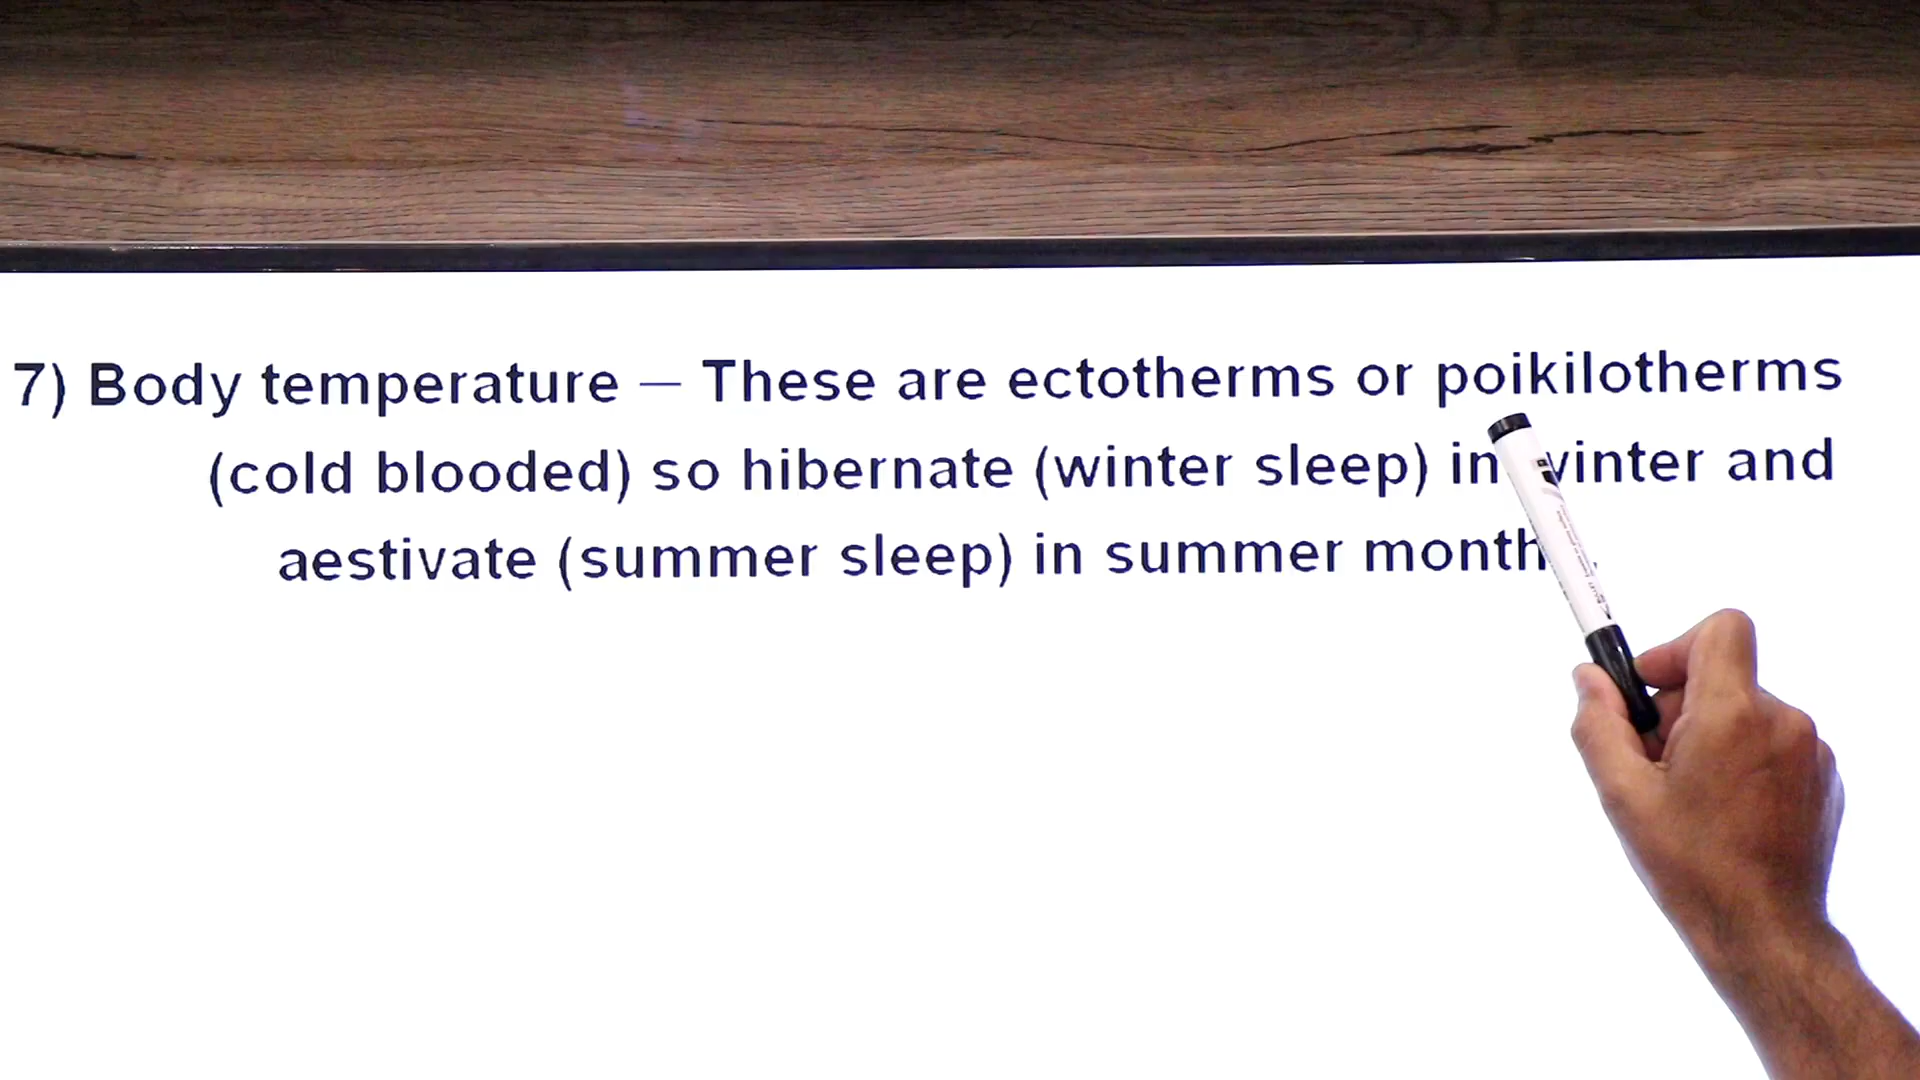 7) Body temperature — These are ectotherms or poikilotherms
(cold blooded) so hibernate (winter sleep) in winter and
aestivate (summer sleep) in summer month